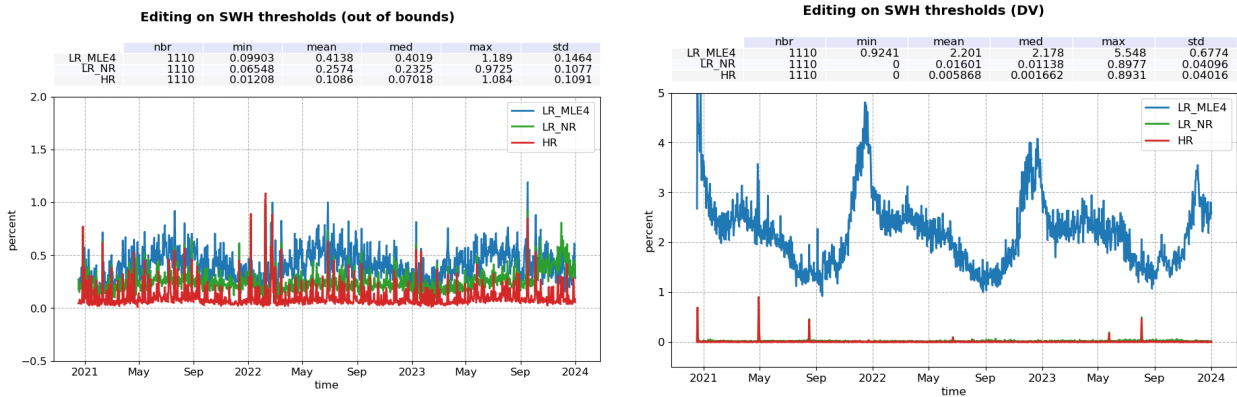 Editing on SWH thresholds (out of bounds)
nbr min mean med max std
LR_MLE4 1110 0.09903 0.4138 0.4019 1.189 0.1464
LR_NR 1110 0.06548 0.2574 0.2325 0.9725 0.1077
HR 1110 0.01208 0.1086 0.07018 1.084 0.1091
2.0
1.5
1.0
0.5
0.0
−0.5
percent
LR_MLE4
LR_NR
HR
2021 May Sep 2022 May Sep 2023 May Sep 2024
time
Editing on SWH thresholds (DV)
nbr min mean med max std
LR_MLE4 1110 0.9241 2.201 2.178 5.548 0.6774
LR_NR 1110 0 0.01601 0.01138 0.8977 0.04096
HR 1110 0 0.005868 0.001662 0.8931 0.04016
5
4
3
2
1
0
percent
LR_MLE4
LR_NR
HR
2021 May Sep 2022 May Sep 2023 May Sep 2024
time